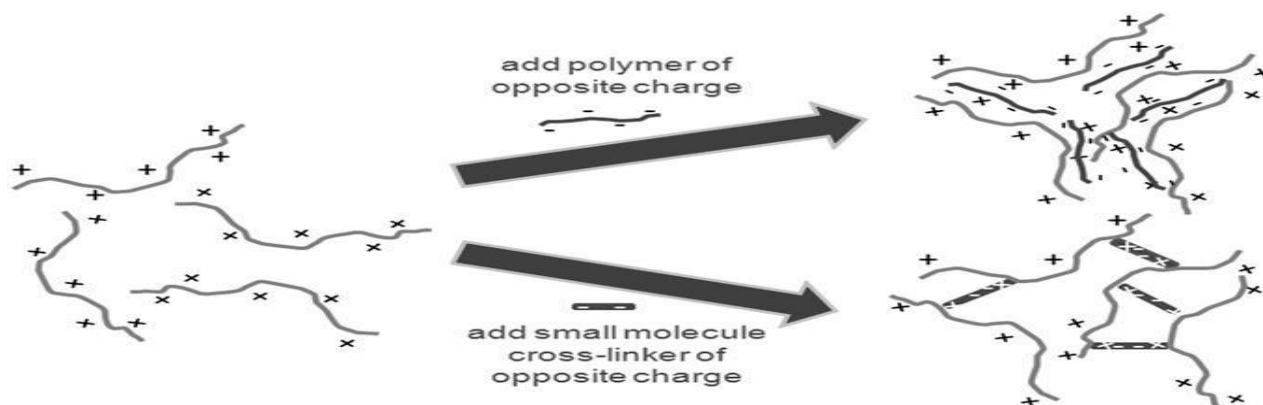 add polymer of
opposite charge
add small molecule
cross-linker of
opposite charge